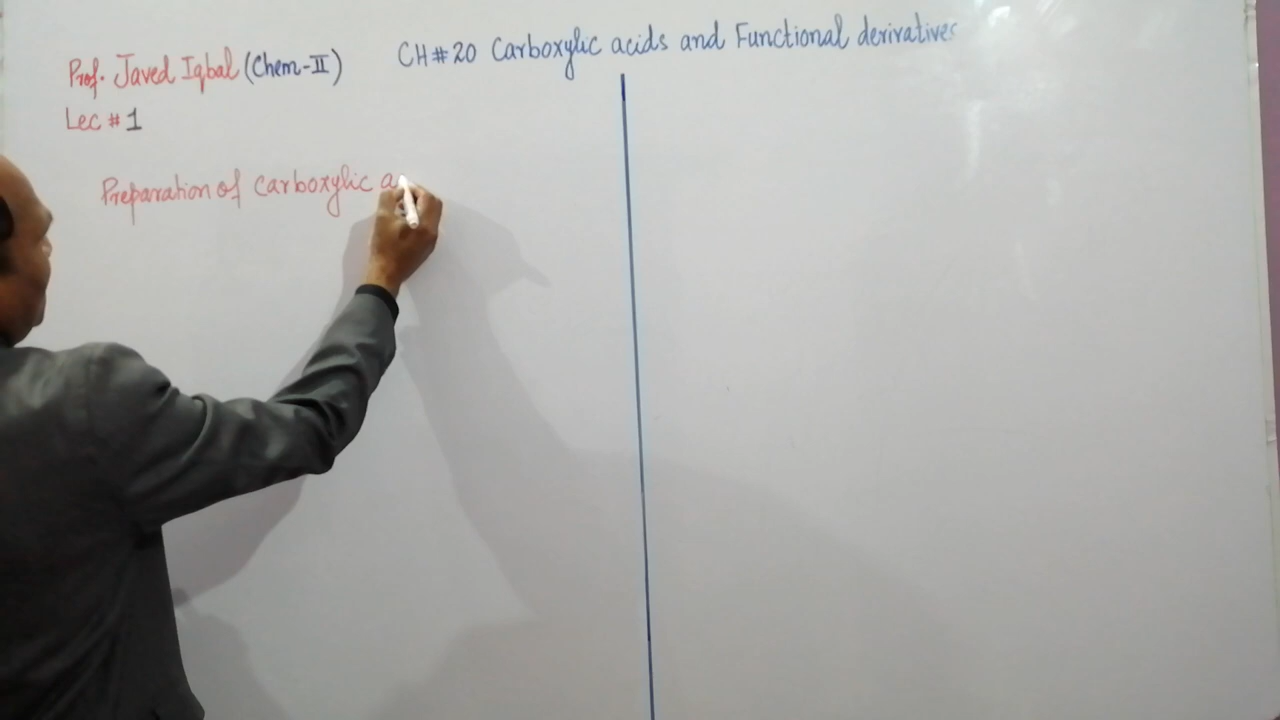 CH#20 Carboxylic acids and Functional derivatives
Prof. Javed Iqbal (Chem-II)
Lec # 1
Preparation of Carboxylic a